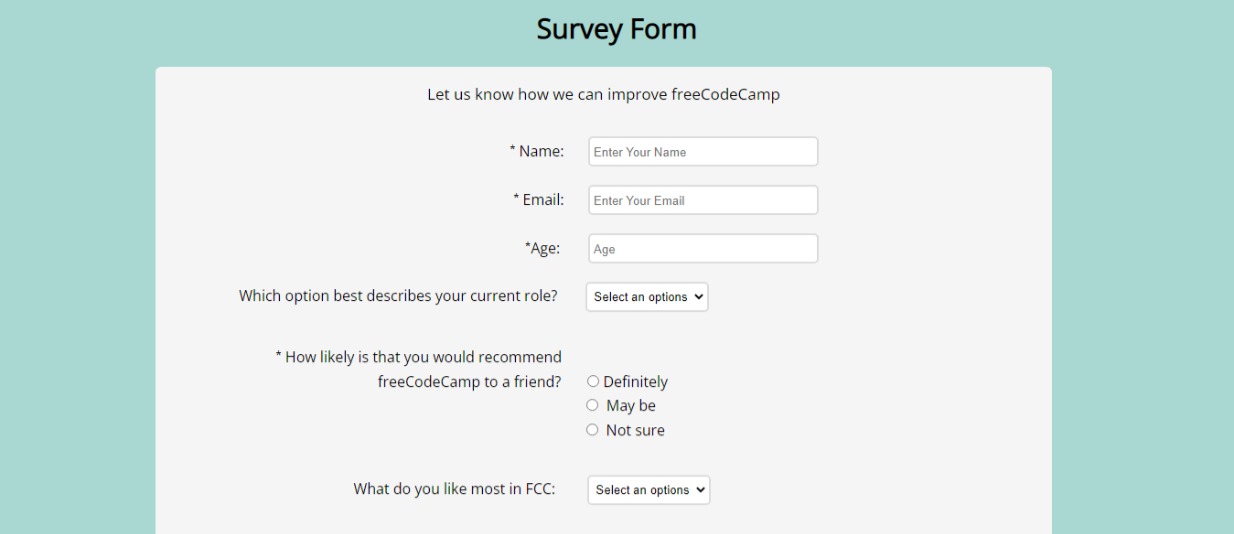 Survey Form
Let us know how we can improve freeCodeCamp
* Name: Enter Your Name
* Email: Enter Your Email
*Age: Age
Which option best describes your current role? Select an options
* How likely is that you would recommend
freeCodeCamp to a friend? Definitely
May be
Not sure
What do you like most in FCC: Select an options